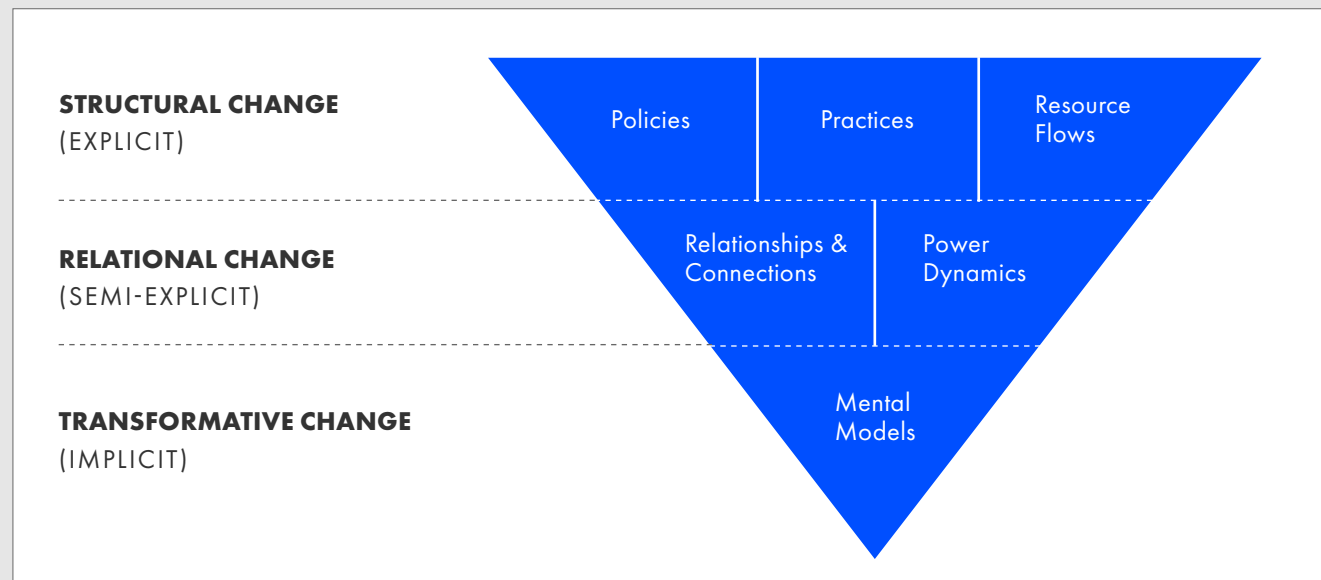 STRUCTURAL CHANGE
(EXPLICIT)
Policies
Practices
Resource
Flows
RELATIONAL CHANGE
(SEMI-EXPLICIT)
Relationships &
Connections
Power
Dynamics
TRANSFORMATIVE CHANGE
(IMPLICIT)
Mental
Models